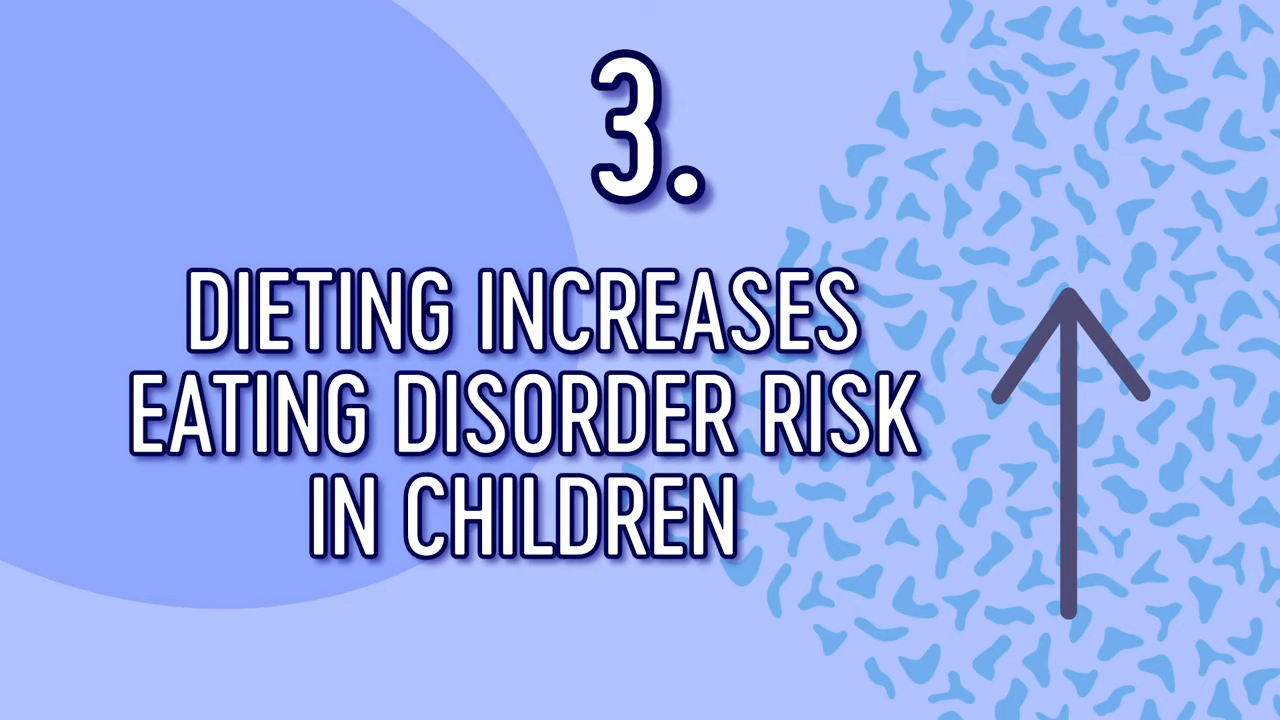 3.
DIETING INCREASES
EATING DISORDER RISK
IN CHILDREN